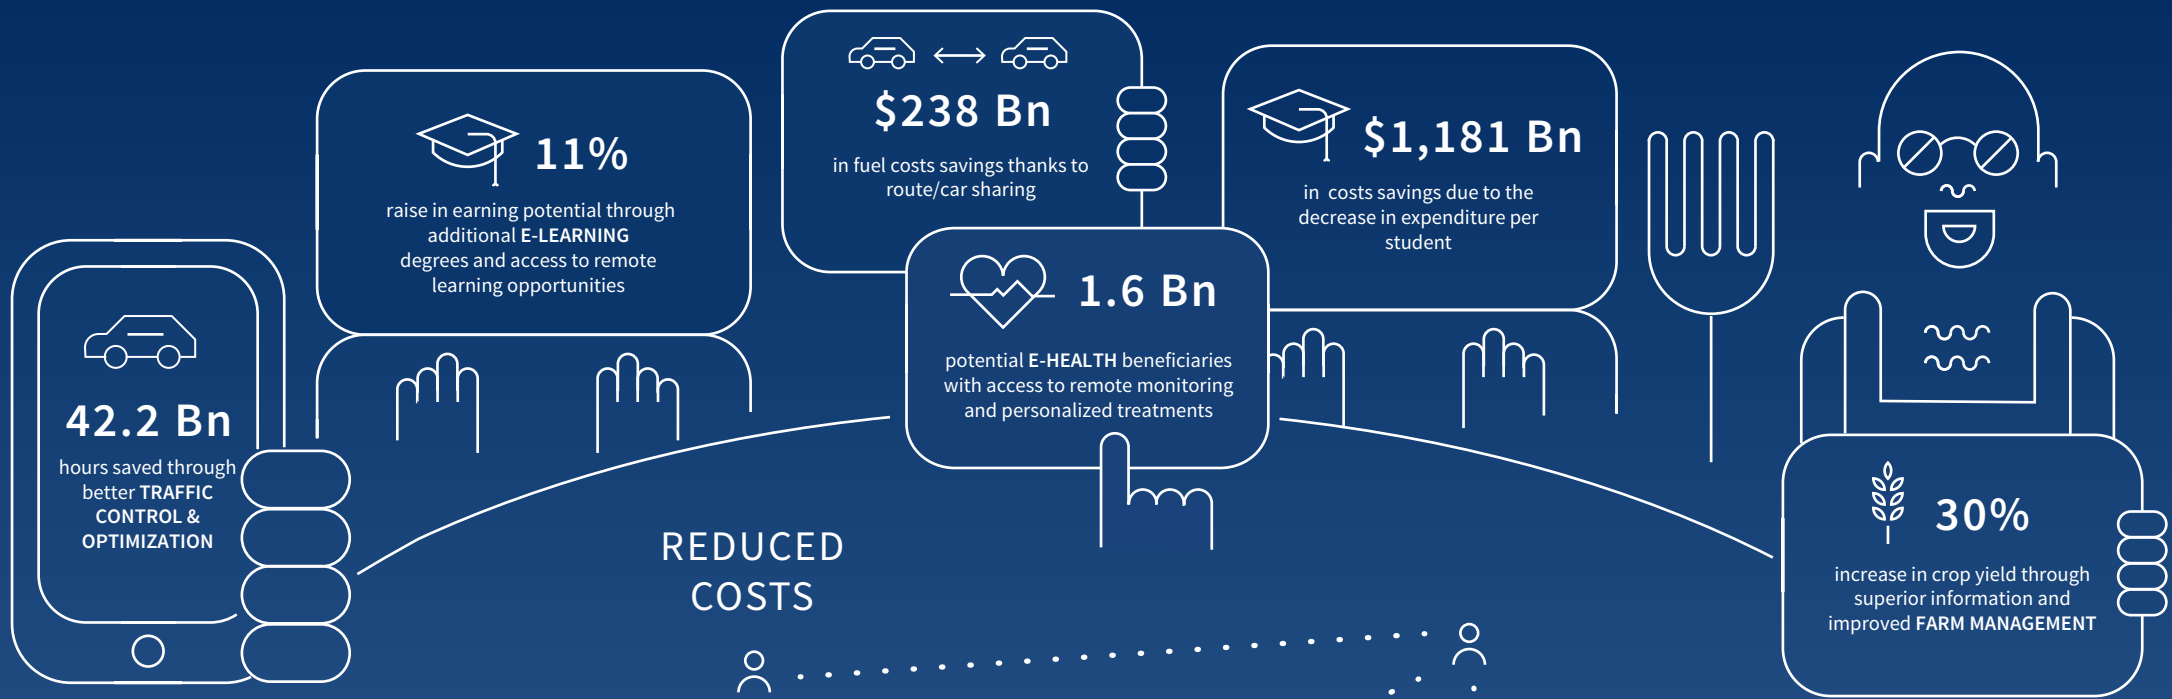 42.2 Bn
hours saved through
better TRAFFIC
CONTROL &
OPTIMIZATION
11%
raise in earning potential through
additional E-LEARNING
degrees and access to remote
learning opportunities
$238 Bn
in fuel costs savings thanks to
route/car sharing
1.6 Bn
potential E-HEALTH beneficiaries
with access to remote monitoring
and personalized treatments
$1,181 Bn
in costs savings due to the
decrease in expenditure per
student
30%
increase in crop yield through
superior information and
improved FARM MANAGEMENT
REDUCED
COSTS